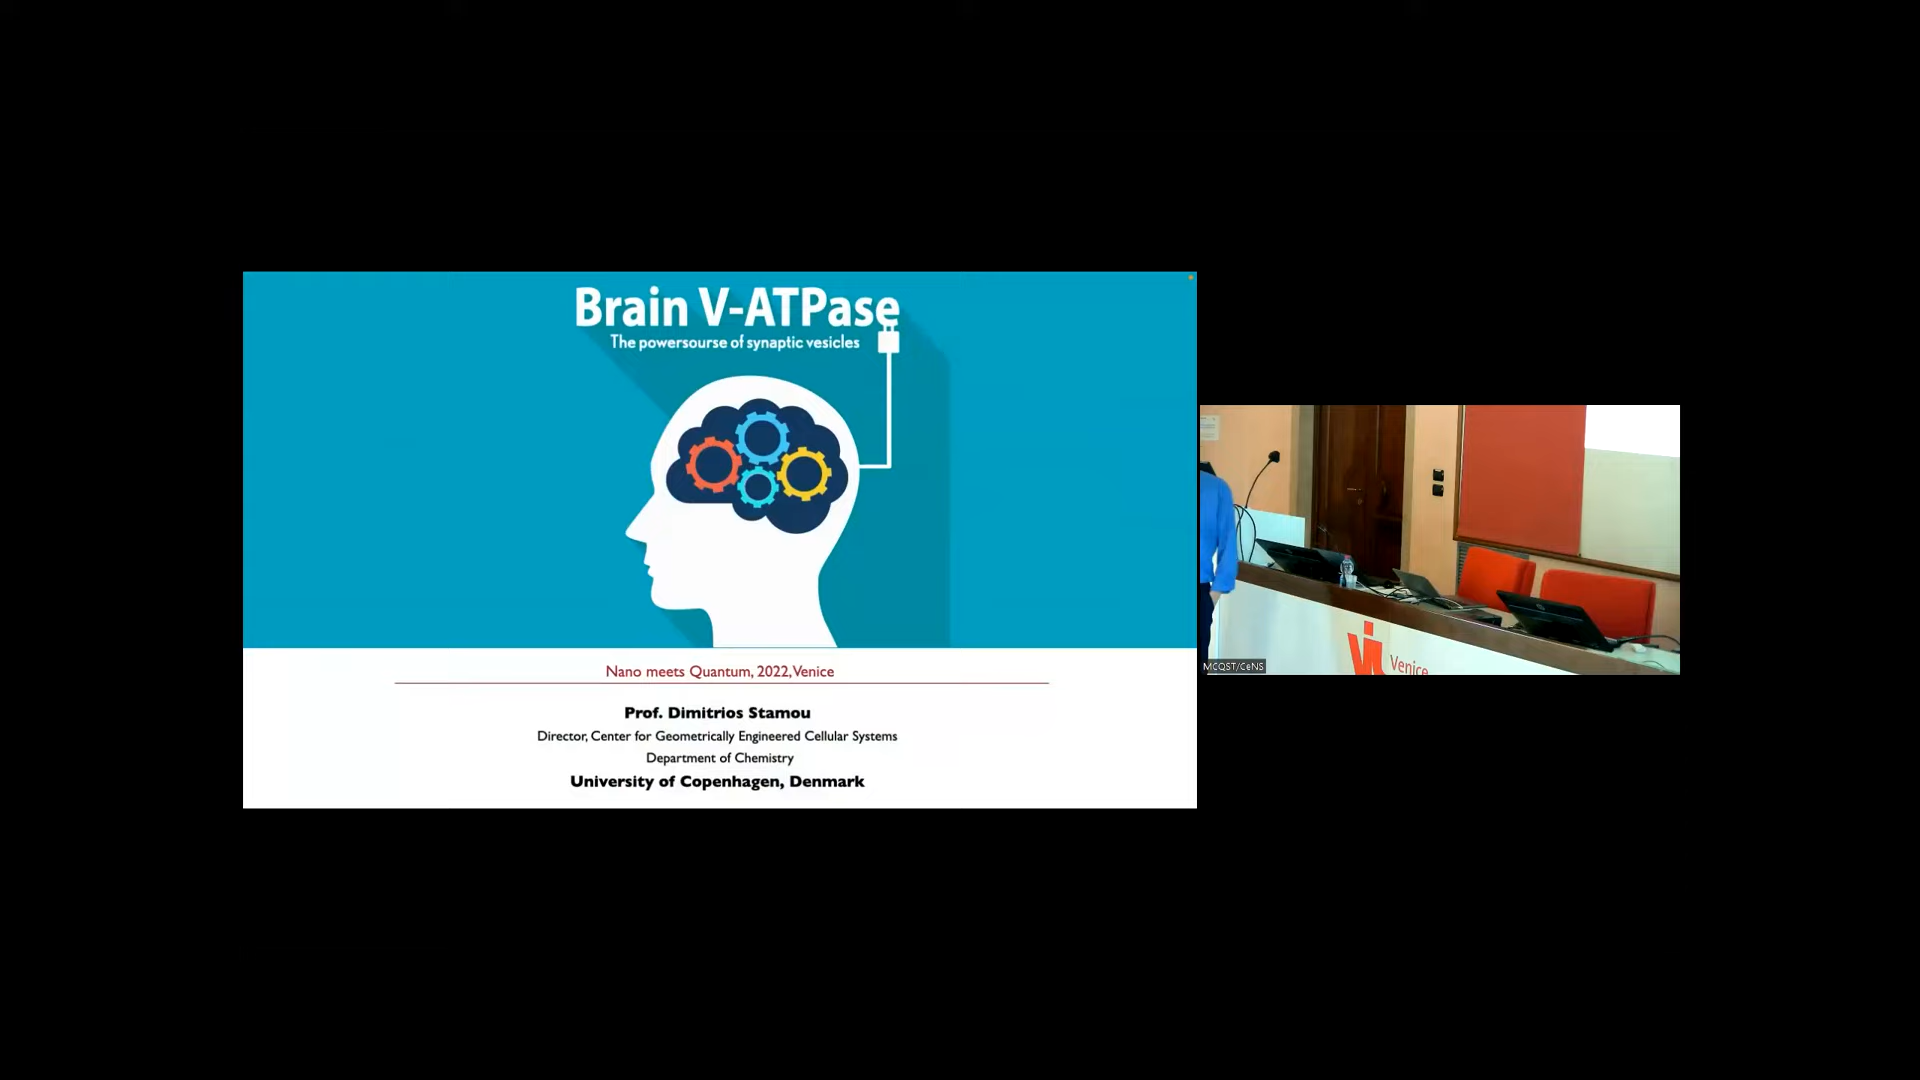 Brain V-ATPase
The powersourse of synaptic vesicles
Nano meets Quantum, 2022, Venice
Prof. Dimitrios Stamou
Director, Center for Geometrically Engineered Cellular Systems
Department of Chemistry
University of Copenhagen, Denmark
MCQST/CeNS
Venice